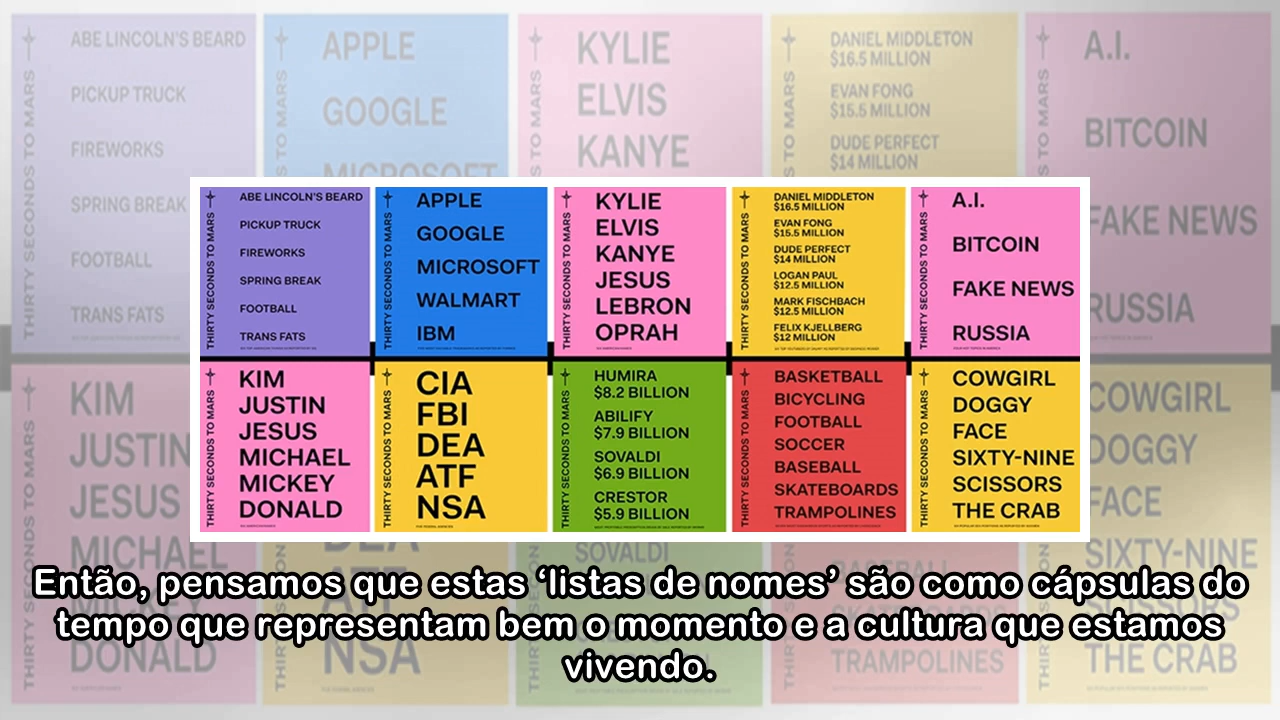 THIRTY SECONDS TO MARS
ABE LINCOLN'S BEARD
PICKUP TRUCK
FIREWORKS
SPRING BREAK
FOOTBALL
TRANS FATS
APPLE
GOOGLE
MICROSOFT
WALMART
IBM
THIRTY SECONDS TO MARS
KYLIE
ELVIS
KANYE
JESUS
LEBRON
OPRAH
THIRTY SECONDS TO MARS
DANIEL MIDDLETON
$16.5 MILLION
EVAN FONG
$15.5 MILLION
DUDE PERFECT
$14 MILLION
LOGAN PAUL
$12.5 MILLION
MARK FISCHBACH
$12.5 MILLION
FELIX KJELLBERG
$12 MILLION
THIRTY SECONDS TO MARS
A.I.
BITCOIN
FAKE NEWS
RUSSIA
THIRTY SECONDS TO MARS
KIM
JUSTIN
JESUS
MICHAEL
MICKEY
DONALD
THIRTY SECONDS TO MARS
CIA
FBI
DEA
ATF
NSA
THIRTY SECONDS TO MARS
HUMIRA
$8.2 BILLION
ABILIFY
$7.9 BILLION
SOVALDI
$6.9 BILLION
CRESTOR
$5.9 BILLION
THIRTY SECONDS TO MARS
BASKETBALL
BICYCLING
FOOTBALL
SOCCER
BASEBALL
SKATEBOARDS
TRAMPOLINES
THIRTY SECONDS TO MARS
COWGIRL
DOGGY
FACE
SIXTY-NINE
SCISSORS
THE CRAB
THIRTY SECONDS TO MARS
Então, pensamos que estas ‘listas de nomes’ são como cápsulas do
tempo que representam bem o momento e a cultura que estamos
vivendo.